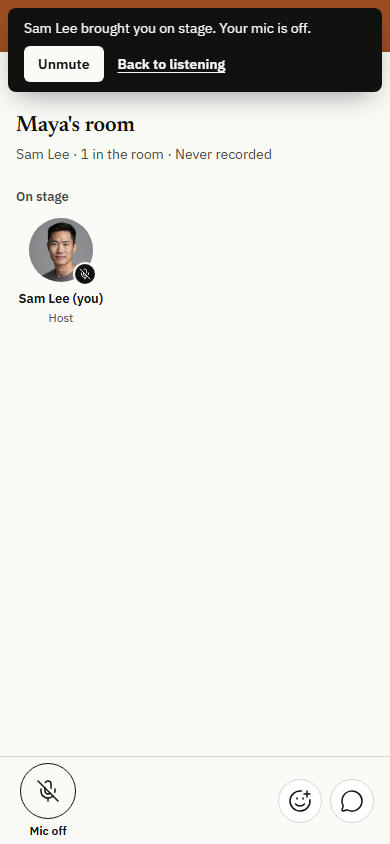 Sam Lee brought you on stage. Your mic is off.
Unmute
Back to listening
Maya's room
Sam Lee · 1 in the room · Never recorded
On stage
Sam Lee (you)
Host
Mic off